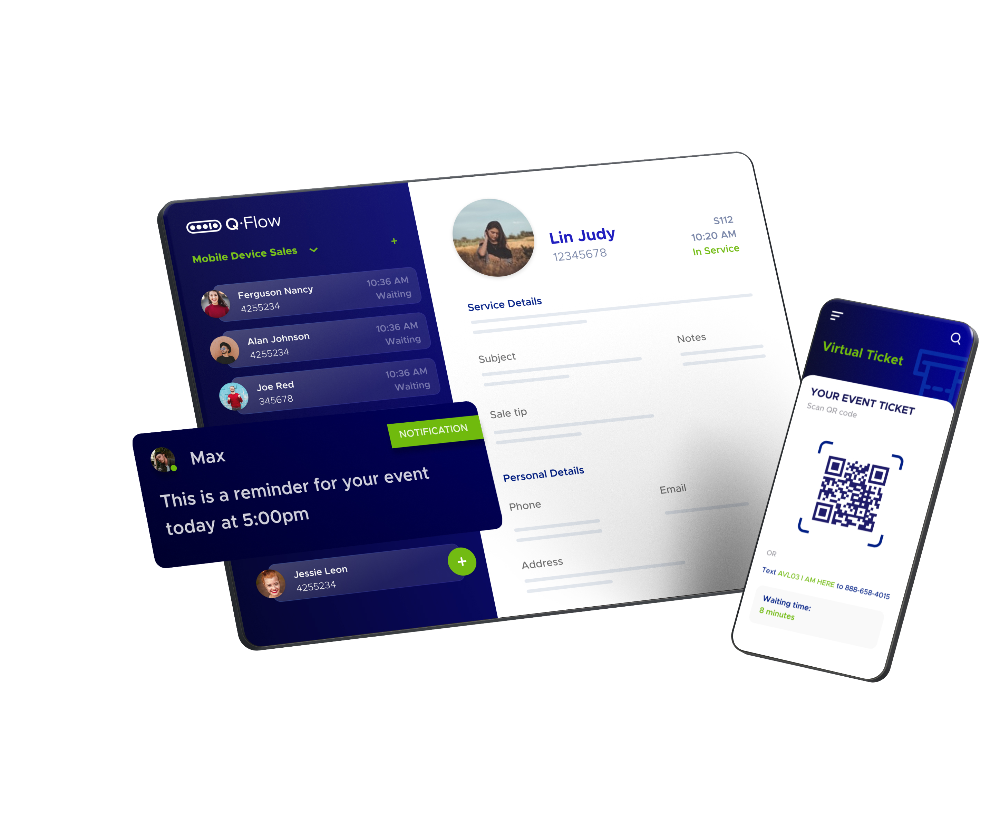 Q·Flow
Mobile Device Sales
+
Ferguson Nancy
4255234
10:36 AM
Waiting
Alan Johnson
4255234
10:36 AM
Waiting
Joe Red
345678
10:36 AM
Waiting
NOTIFICATION
Max
This is a reminder for your event
today at 5:00pm
Jessie Leon
4255234
+
Lin Judy
12345678
S112
10:20 AM
In Service
Service Details
Subject
Notes
Sale tip
Personal Details
Phone
Email
Address
Virtual Ticket
YOUR EVENT TICKET
Scan QR code
OR
Text AVL03 I AM HERE to 888-658-4015
Waiting time:
8 minutes